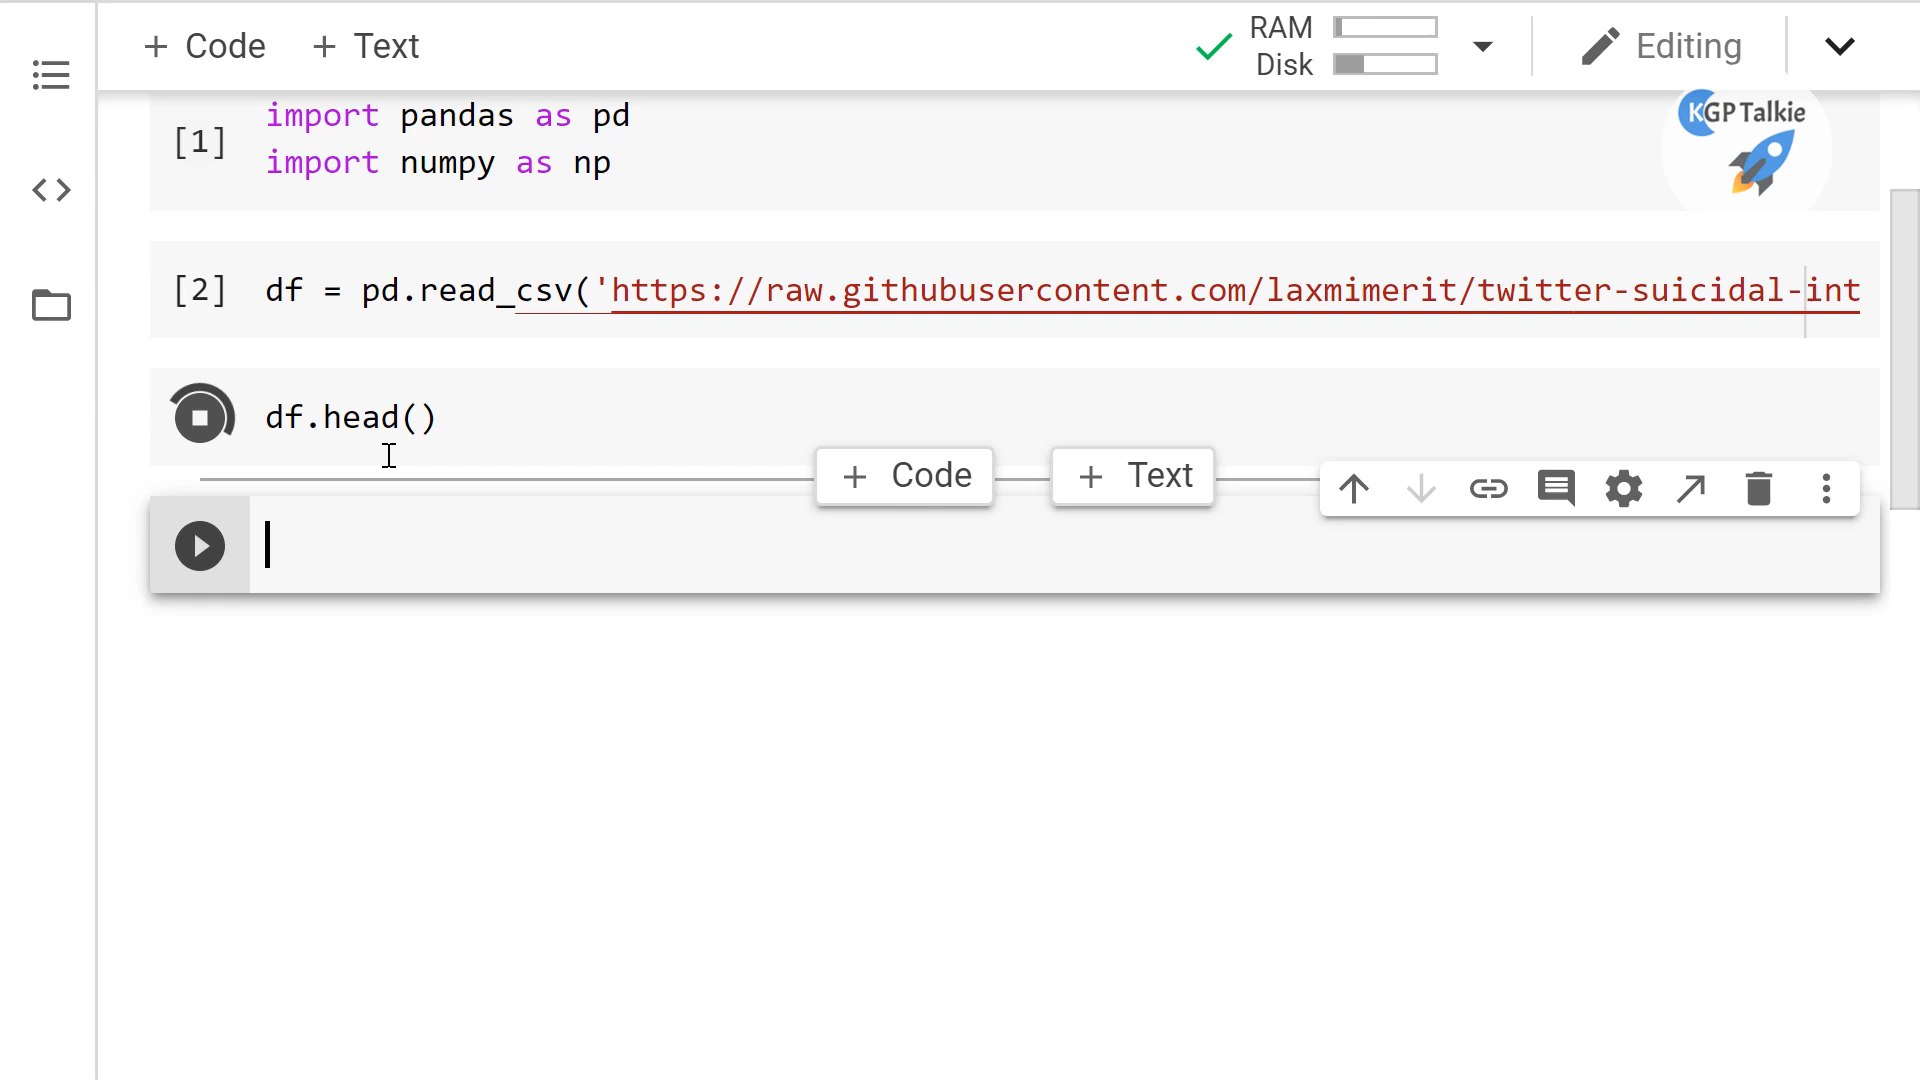 + Code + Text
RAM
Disk
Editing
KGP Talkie
[1] import pandas as pd
import numpy as np
[2] df = pd.read_csv('https://raw.githubusercontent.com/laxmimerit/twitter-suicidal-int
df.head()
+ Code + Text